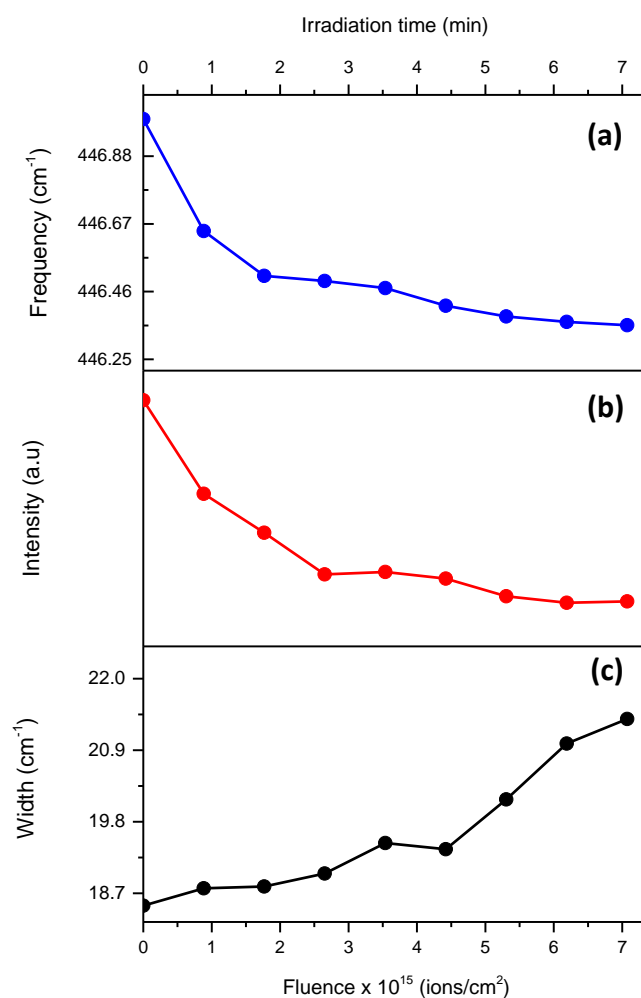 Irradiation time (min)
0 1 2 3 4 5 6 7
(a)
Frequency (cm⁻¹)
446.88
446.67
446.46
446.25
(b)
Intensity (a.u)
(c)
Width (cm⁻¹)
22.0
20.9
19.8
18.7
0 1 2 3 4 5 6 7
Fluence x 10¹⁵ (ions/cm²)